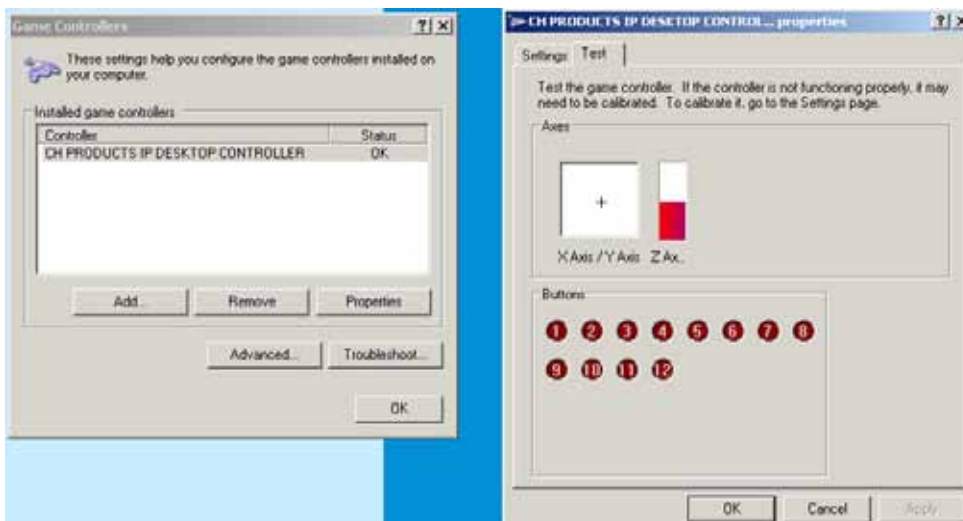 Game Controllers
These settings help you configure the game controllers installed on
your computer.
Installed game controllers
Controller Status
CH PRODUCTS IP DESKTOP CONTROLLER OK
Add... Remove Properties
Advanced... Troubleshoot...
OK
CH PRODUCTS IP DESKTOP CONTROL... properties
Settings Test
Test the game controller. If the controller is not functioning properly, it may
need to be calibrated. To calibrate it, go to the Settings page.
Axes
X Axis / Y Axis Z Ax..
Buttons
1 2 3 4 5 6 7 8
9 10 11 12
OK Cancel Apply